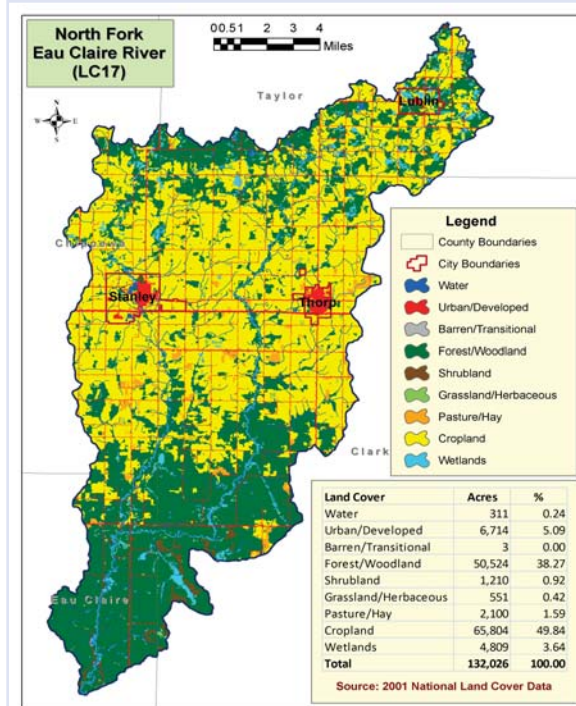 North Fork
Eau Claire River
(LC17)
0 0.5 1 2 3 4
Miles
N
W E
S
Taylor
Lublin
Chippewa
Stanley
Thorp
Clark
Eau Claire
Legend
County Boundaries
City Boundaries
Water
Urban/Developed
Barren/Transitional
Forest/Woodland
Shrubland
Grassland/Herbaceous
Pasture/Hay
Cropland
Wetlands
Land Cover Acres %
Water 311 0.24
Urban/Developed 6,714 5.09
Barren/Transitional 3 0.00
Forest/Woodland 50,524 38.27
Shrubland 1,210 0.92
Grassland/Herbaceous 551 0.42
Pasture/Hay 2,100 1.59
Cropland 65,804 49.84
Wetlands 4,809 3.64
Total 132,026 100.00
Source: 2001 National Land Cover Data